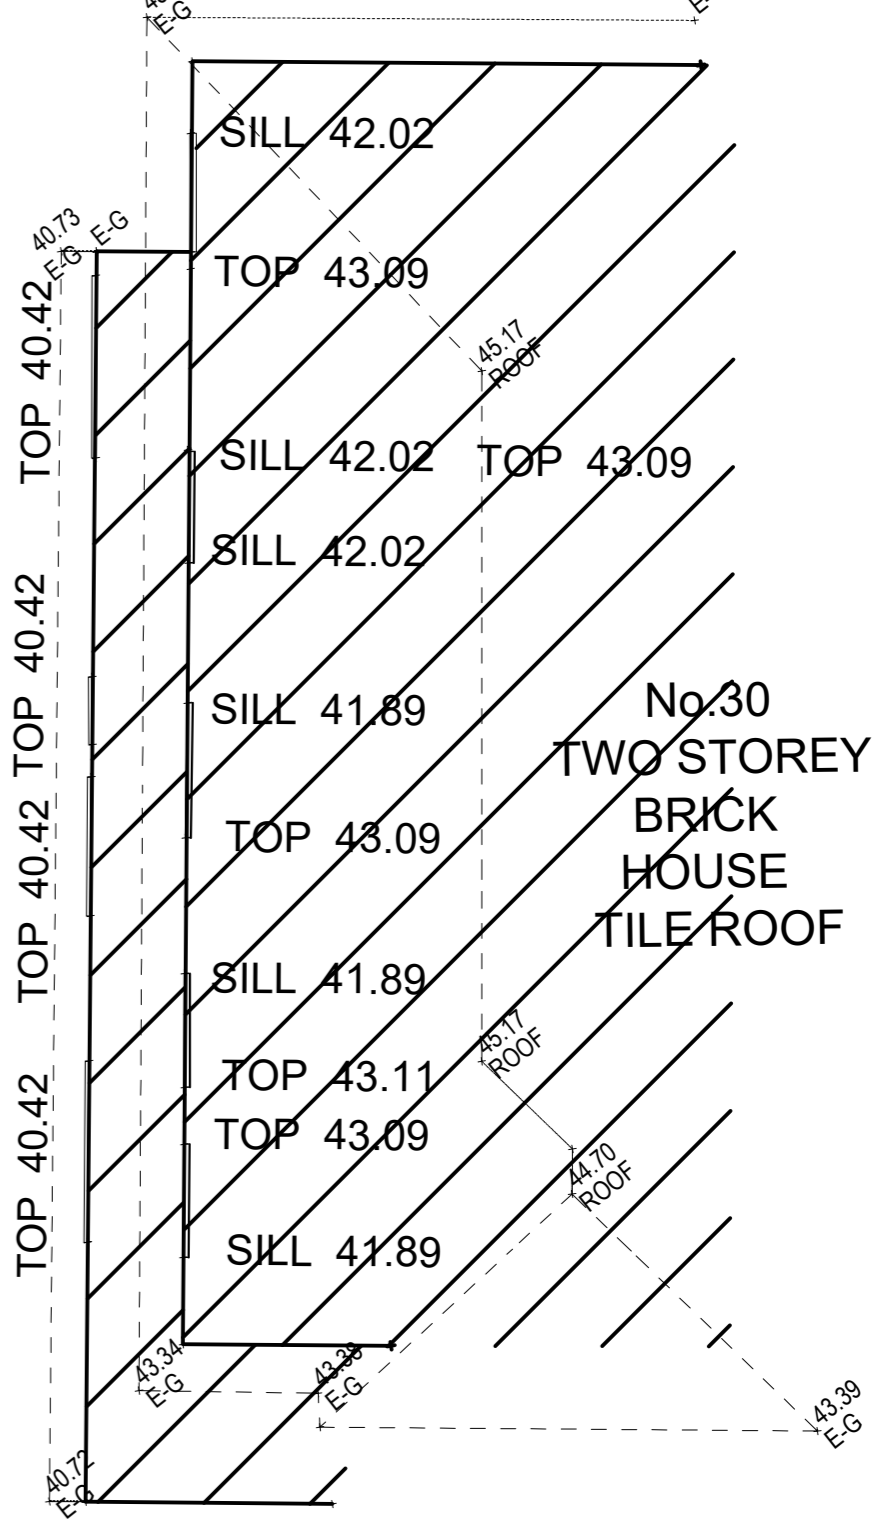 E-G
E-G
SILL 42.02
40.73
E-G
E-G
TOP 43.09
TOP 40.42
45.17
ROOF
SILL 42.02
TOP 43.09
SILL 42.02
TOP 40.42
SILL 41.89
No.30
TWO STOREY
BRICK
HOUSE
TILE ROOF
TOP 43.09
TOP 40.42
SILL 41.89
45.17
ROOF
TOP 43.11
TOP 43.09
TOP 40.42
44.70
ROOF
SILL 41.89
43.34
E-G
E-G
43.39
E-G
40.72
E-G